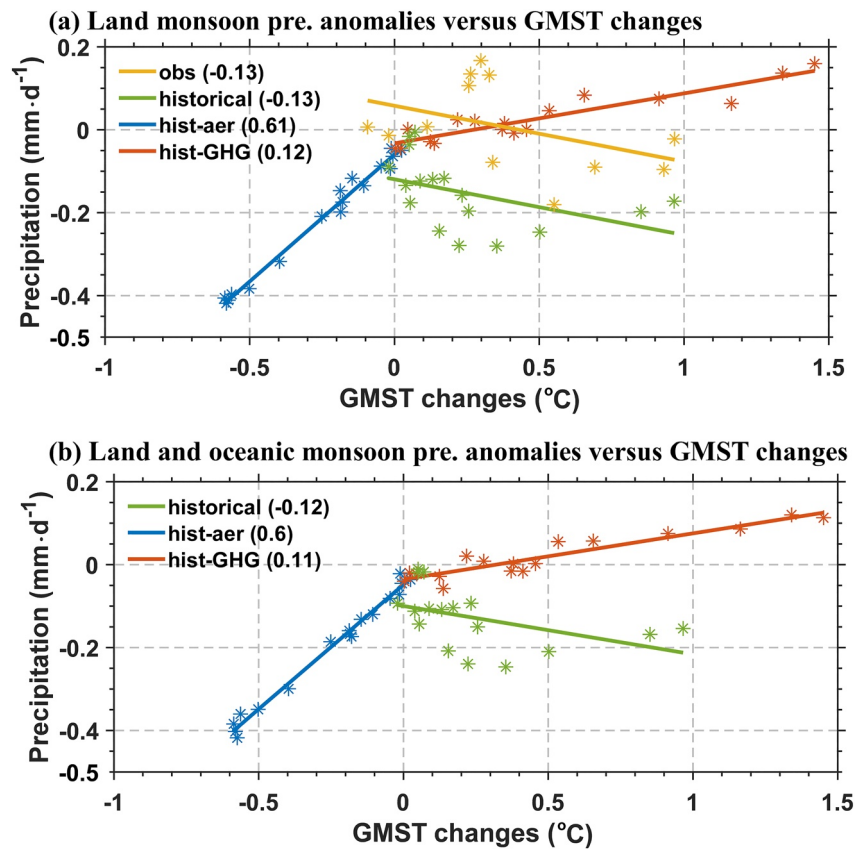 (a) Land monsoon pre. anomalies versus GMST changes
0.2
obs (-0.13)
historical (-0.13)
hist-aer (0.61)
hist-GHG (0.12)
0
-0.2
-0.4
-0.5
Precipitation (mm·d⁻¹)
-1 -0.5 0 0.5 1 1.5
GMST changes (°C)
(b) Land and oceanic monsoon pre. anomalies versus GMST changes
0.2
historical (-0.12)
hist-aer (0.6)
hist-GHG (0.11)
0
-0.2
-0.4
-0.5
Precipitation (mm·d⁻¹)
-1 -0.5 0 0.5 1 1.5
GMST changes (°C)